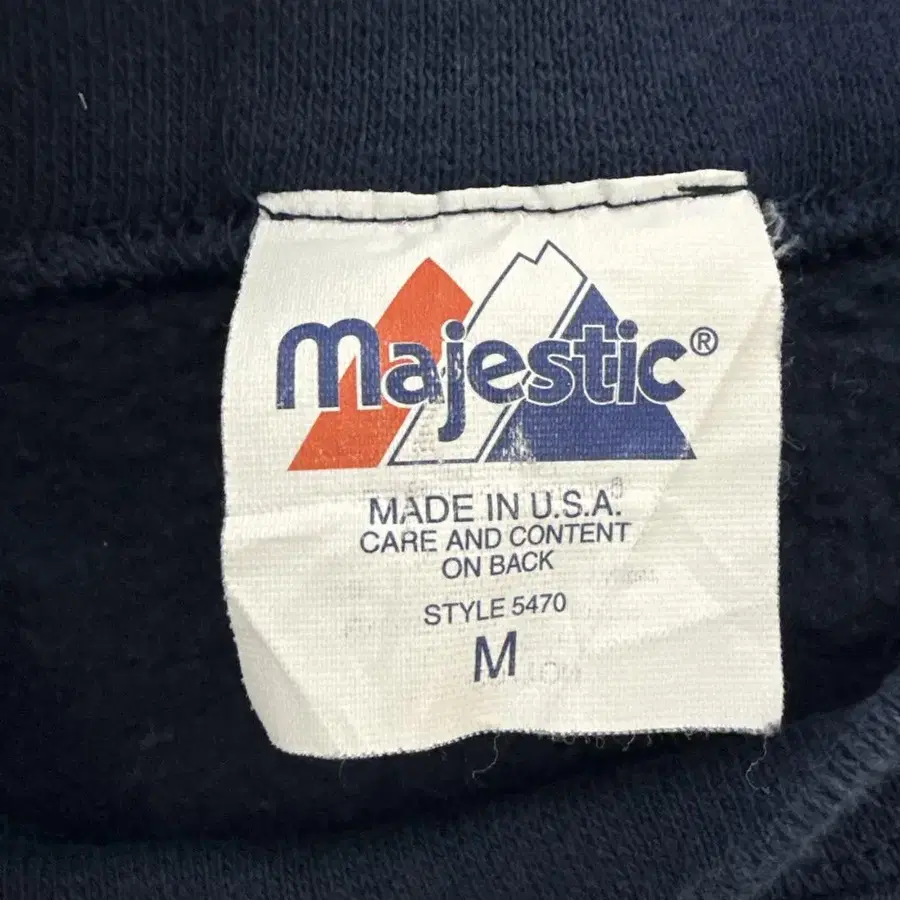 Majestic®
MADE IN U.S.A.
CARE AND CONTENT
ON BACK
STYLE 5470
M